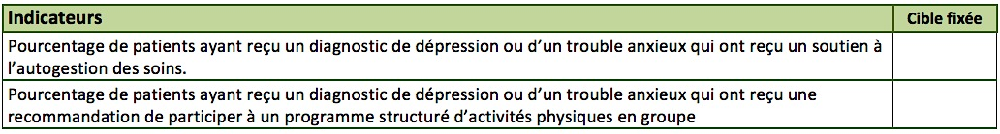 Indicateurs Cible fixée
Pourcentage de patients ayant reçu un diagnostic de dépression ou d’un trouble anxieux qui ont reçu un soutien à
l’autogestion des soins.
Pourcentage de patients ayant reçu un diagnostic de dépression ou d’un trouble anxieux qui ont reçu une
recommandation de participer à un programme structuré d’activités physiques en groupe